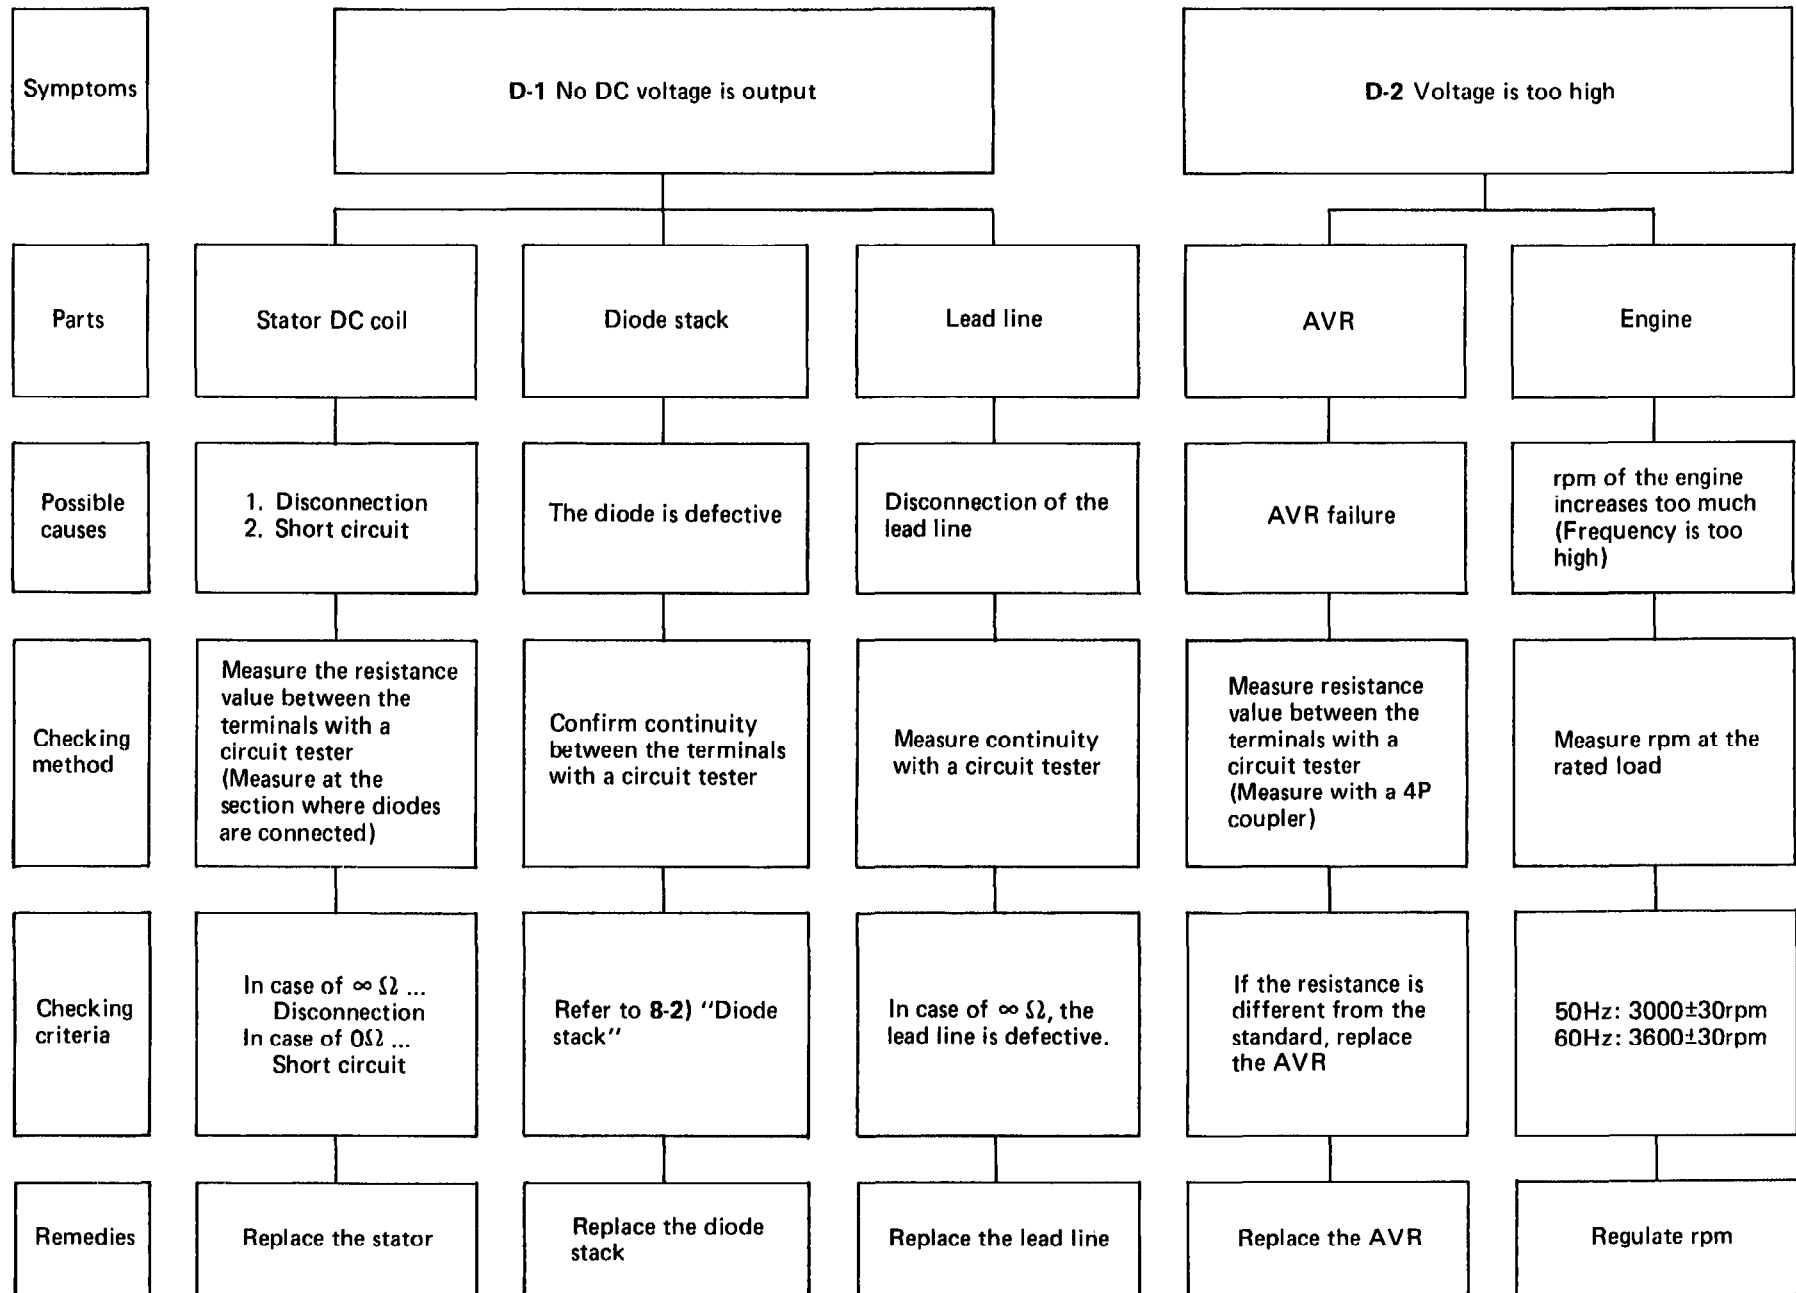 Symptoms
D-1 No DC voltage is output
D-2 Voltage is too high
Parts
Stator DC coil
Diode stack
Lead line
AVR
Engine
Possible
causes
1. Disconnection
2. Short circuit
The diode is defective
Disconnection of the
lead line
AVR failure
rpm of the engine
increases too much
(Frequency is too
high)
Checking
method
Measure the resistance
value between the
terminals with a
circuit tester
(Measure at the
section where diodes
are connected)
Confirm continuity
between the terminals
with a circuit tester
Measure continuity
with a circuit tester
Measure resistance
value between the
terminals with a
circuit tester
(Measure with a 4P
coupler)
Measure rpm at the
rated load
Checking
criteria
In case of ∞ Ω ...
Disconnection
In case of 0Ω ...
Short circuit
Refer to 8-2) "Diode
stack"
In case of ∞ Ω, the
lead line is defective.
If the resistance is
different from the
standard, replace
the AVR
50Hz: 3000±30rpm
60Hz: 3600±30rpm
Remedies
Replace the stator
Replace the diode
stack
Replace the lead line
Replace the AVR
Regulate rpm